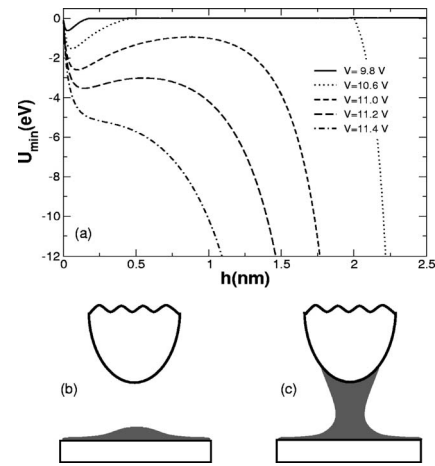 0
-2
-4
-6
-8
-10
-12
U_min(eV)
V= 9.8 V
V=10.6 V
V=11.0 V
V=11.2 V
V=11.4 V
(a)
0 0.5 1 1.5 2 2.5
h(nm)
(b) (c)